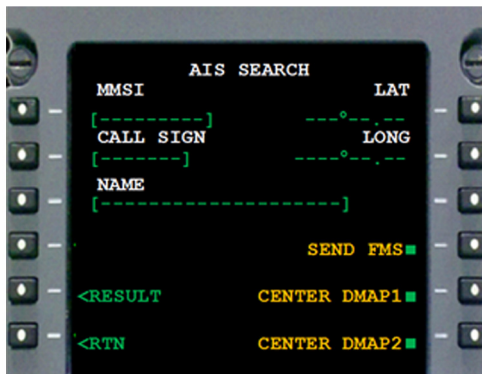 AIS SEARCH
MMSI LAT
[---------] ---°--.--
CALL SIGN LONG
[-------] ----°--.--
NAME
[--------------------]
SEND FMS
<RESULT CENTER DMAP1
<RTN CENTER DMAP2